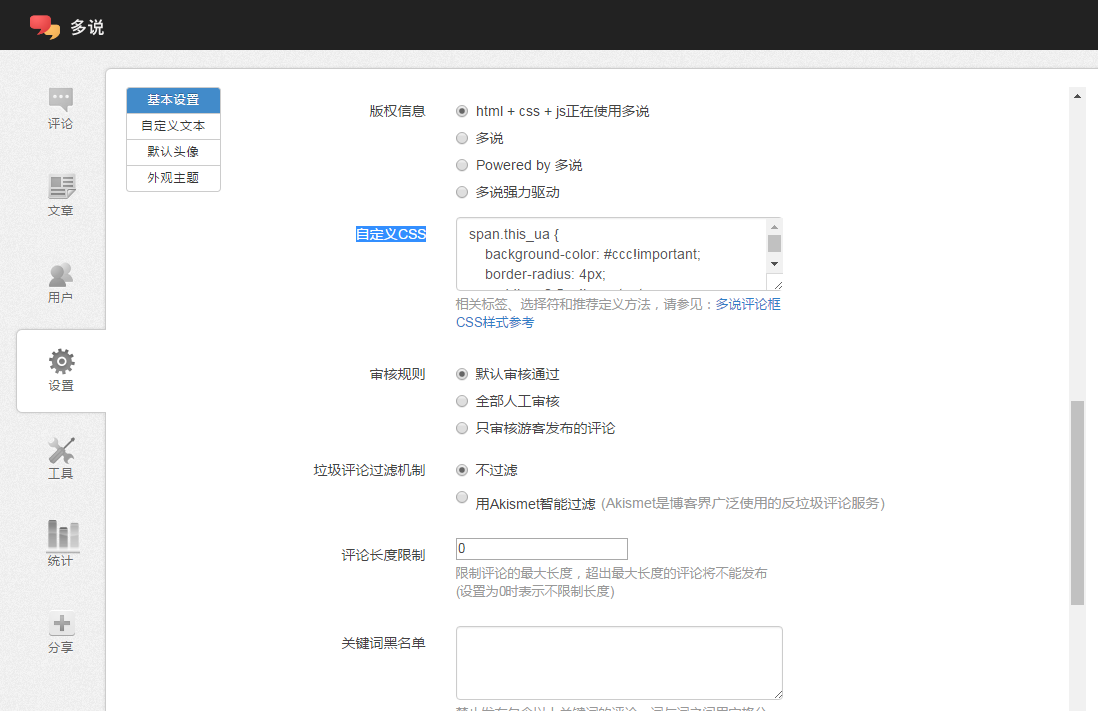 多说
评论
文章
用户
设置
工具
统计
分享
基本设置
自定义文本
默认头像
外观主题
版权信息
html + css + js正在使用多说
多说
Powered by 多说
多说强力驱动
自定义CSS
span.this_ua {
background-color: #ccc!important;
border-radius: 4px;
相关标签、选择符和推荐定义方法，请参见：多说评论框
CSS样式参考
审核规则
默认审核通过
全部人工审核
只审核游客发布的评论
垃圾评论过滤机制
不过滤
用Akismet智能过滤 (Akismet是博客界广泛使用的反垃圾评论服务)
评论长度限制
0
限制评论的最大长度，超出最大长度的评论将不能发布
(设置为0时表示不限制长度)
关键词黑名单